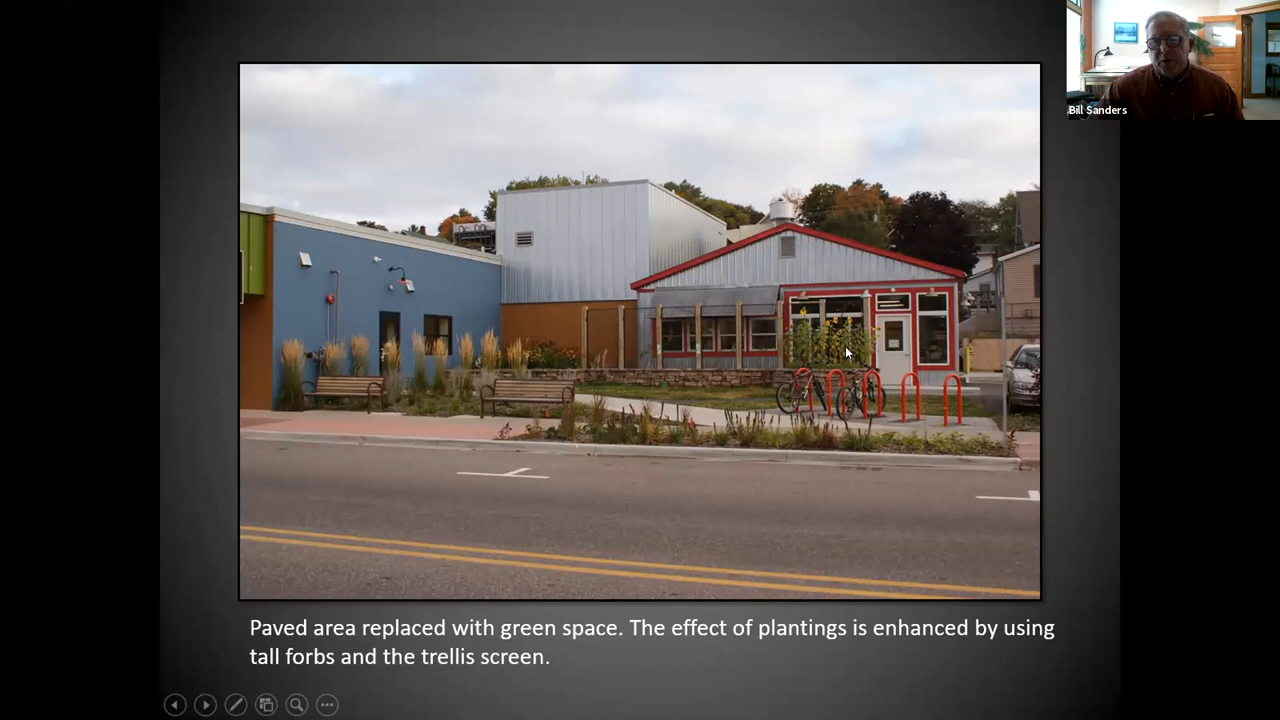 Bill Sanders
Paved area replaced with green space. The effect of plantings is enhanced by using
tall forbs and the trellis screen.